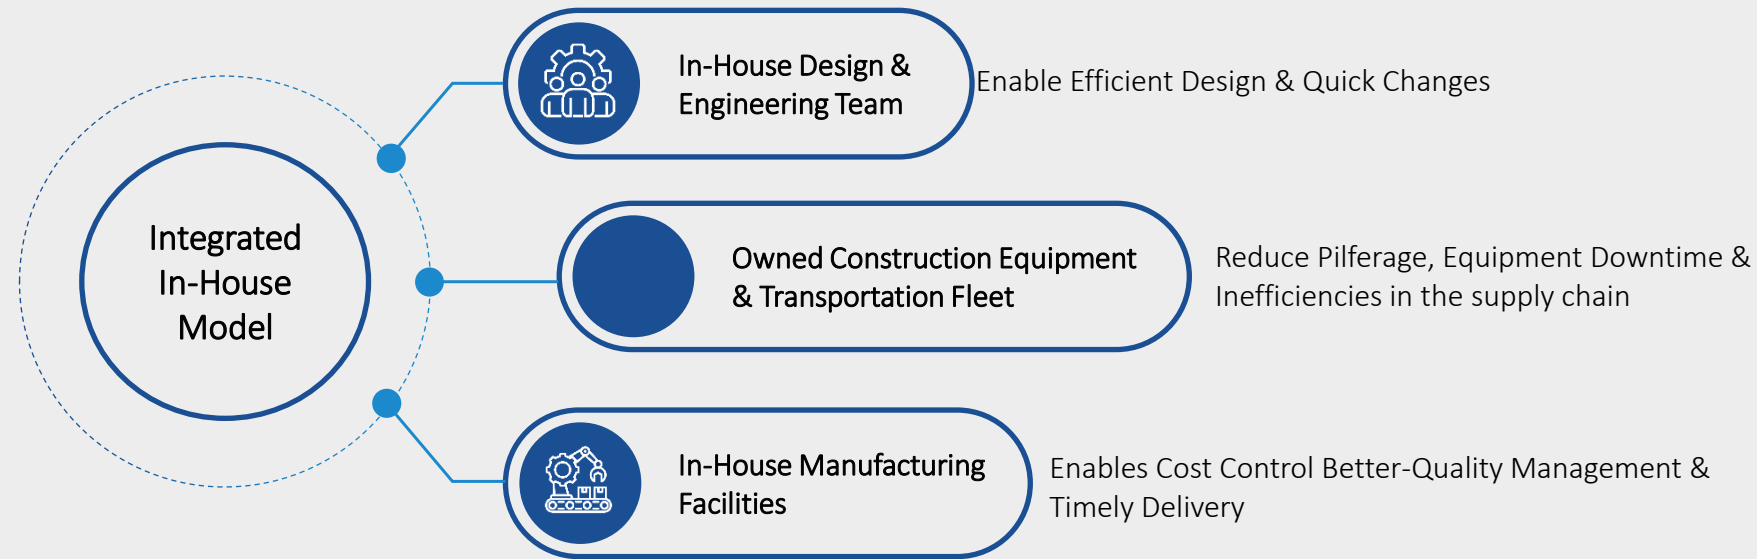 Integrated
In-House
Model
In-House Design &
Engineering Team
Enable Efficient Design & Quick Changes
Owned Construction Equipment
& Transportation Fleet
Reduce Pilferage, Equipment Downtime &
Inefficiencies in the supply chain
In-House Manufacturing
Facilities
Enables Cost Control Better-Quality Management &
Timely Delivery